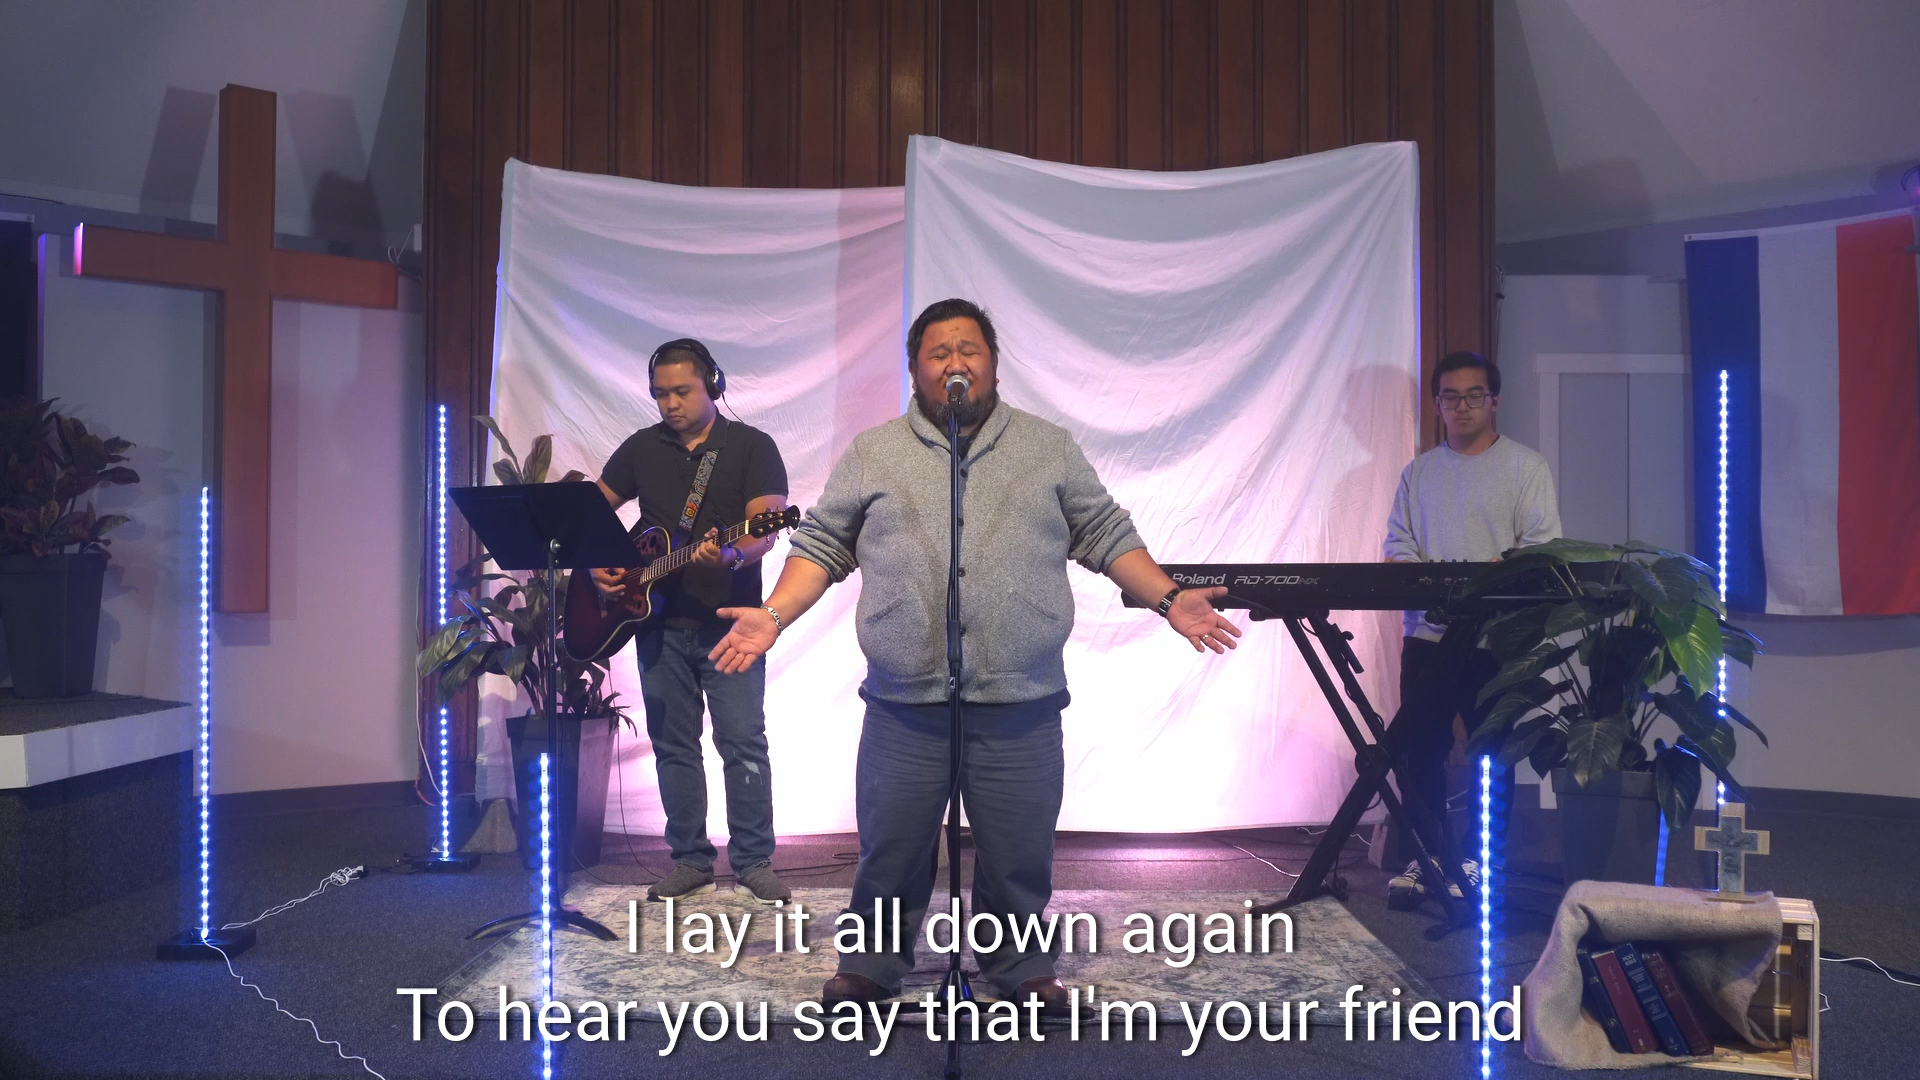 Roland RD-700NX
I lay it all down again
To hear you say that I'm your friend